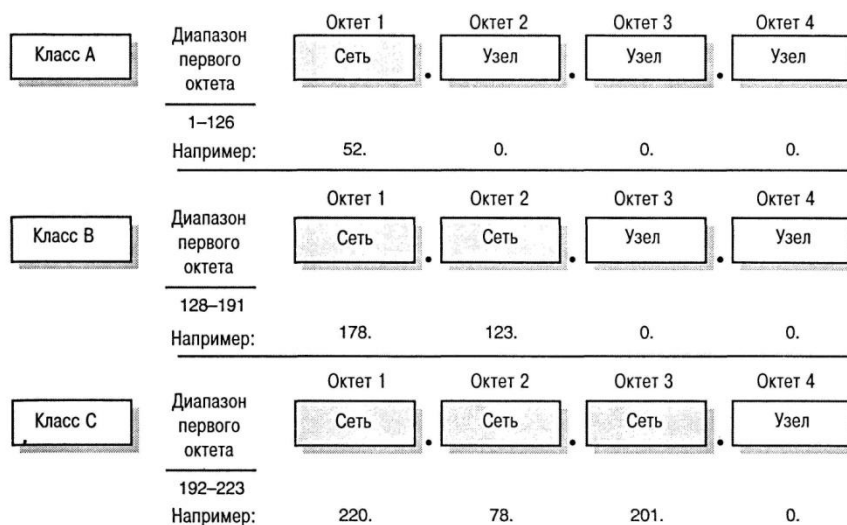 Октет 1 Октет 2 Октет 3 Октет 4
Класс A
Диапазон
первого
октета
Сеть . Узел . Узел . Узел
1–126
Например: 52. 0. 0. 0.
Октет 1 Октет 2 Октет 3 Октет 4
Класс B
Диапазон
первого
октета
Сеть . Сеть . Узел . Узел
128–191
Например: 178. 123. 0. 0.
Октет 1 Октет 2 Октет 3 Октет 4
Класс C
Диапазон
первого
октета
Сеть . Сеть . Сеть . Узел
192–223
Например: 220. 78. 201. 0.